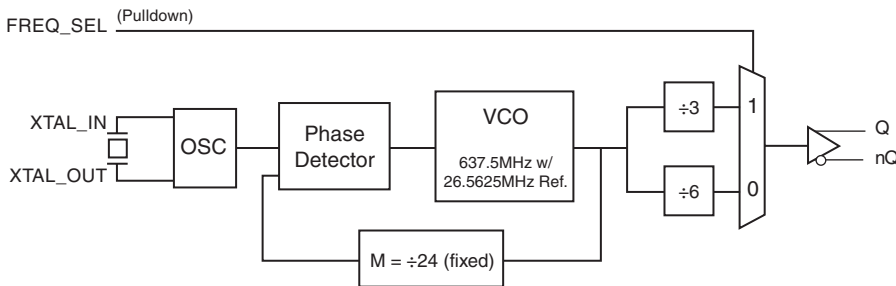 FREQ_SEL (Pulldown)
XTAL_IN
XTAL_OUT
OSC
Phase
Detector
VCO
637.5MHz w/
26.5625MHz Ref.
M = ÷24 (fixed)
÷3
÷6
1
0
Q
nQ